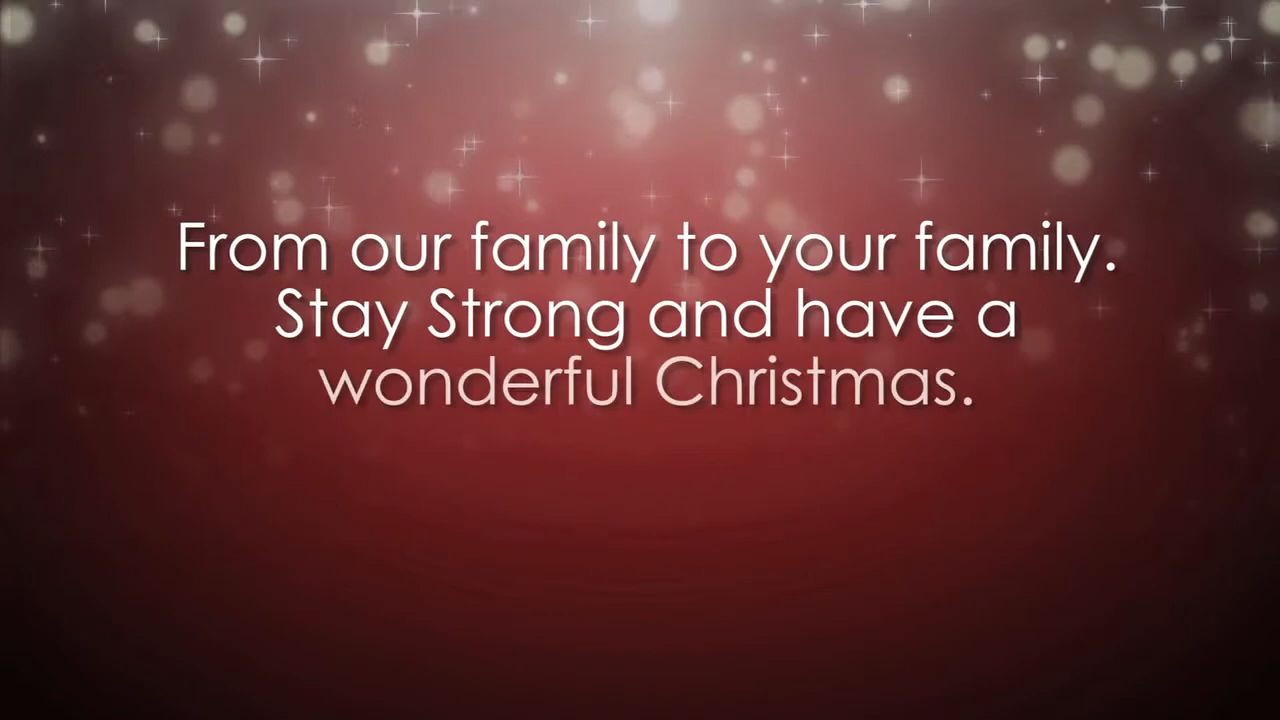 From our family to your family.
Stay Strong and have a
wonderful Christmas.